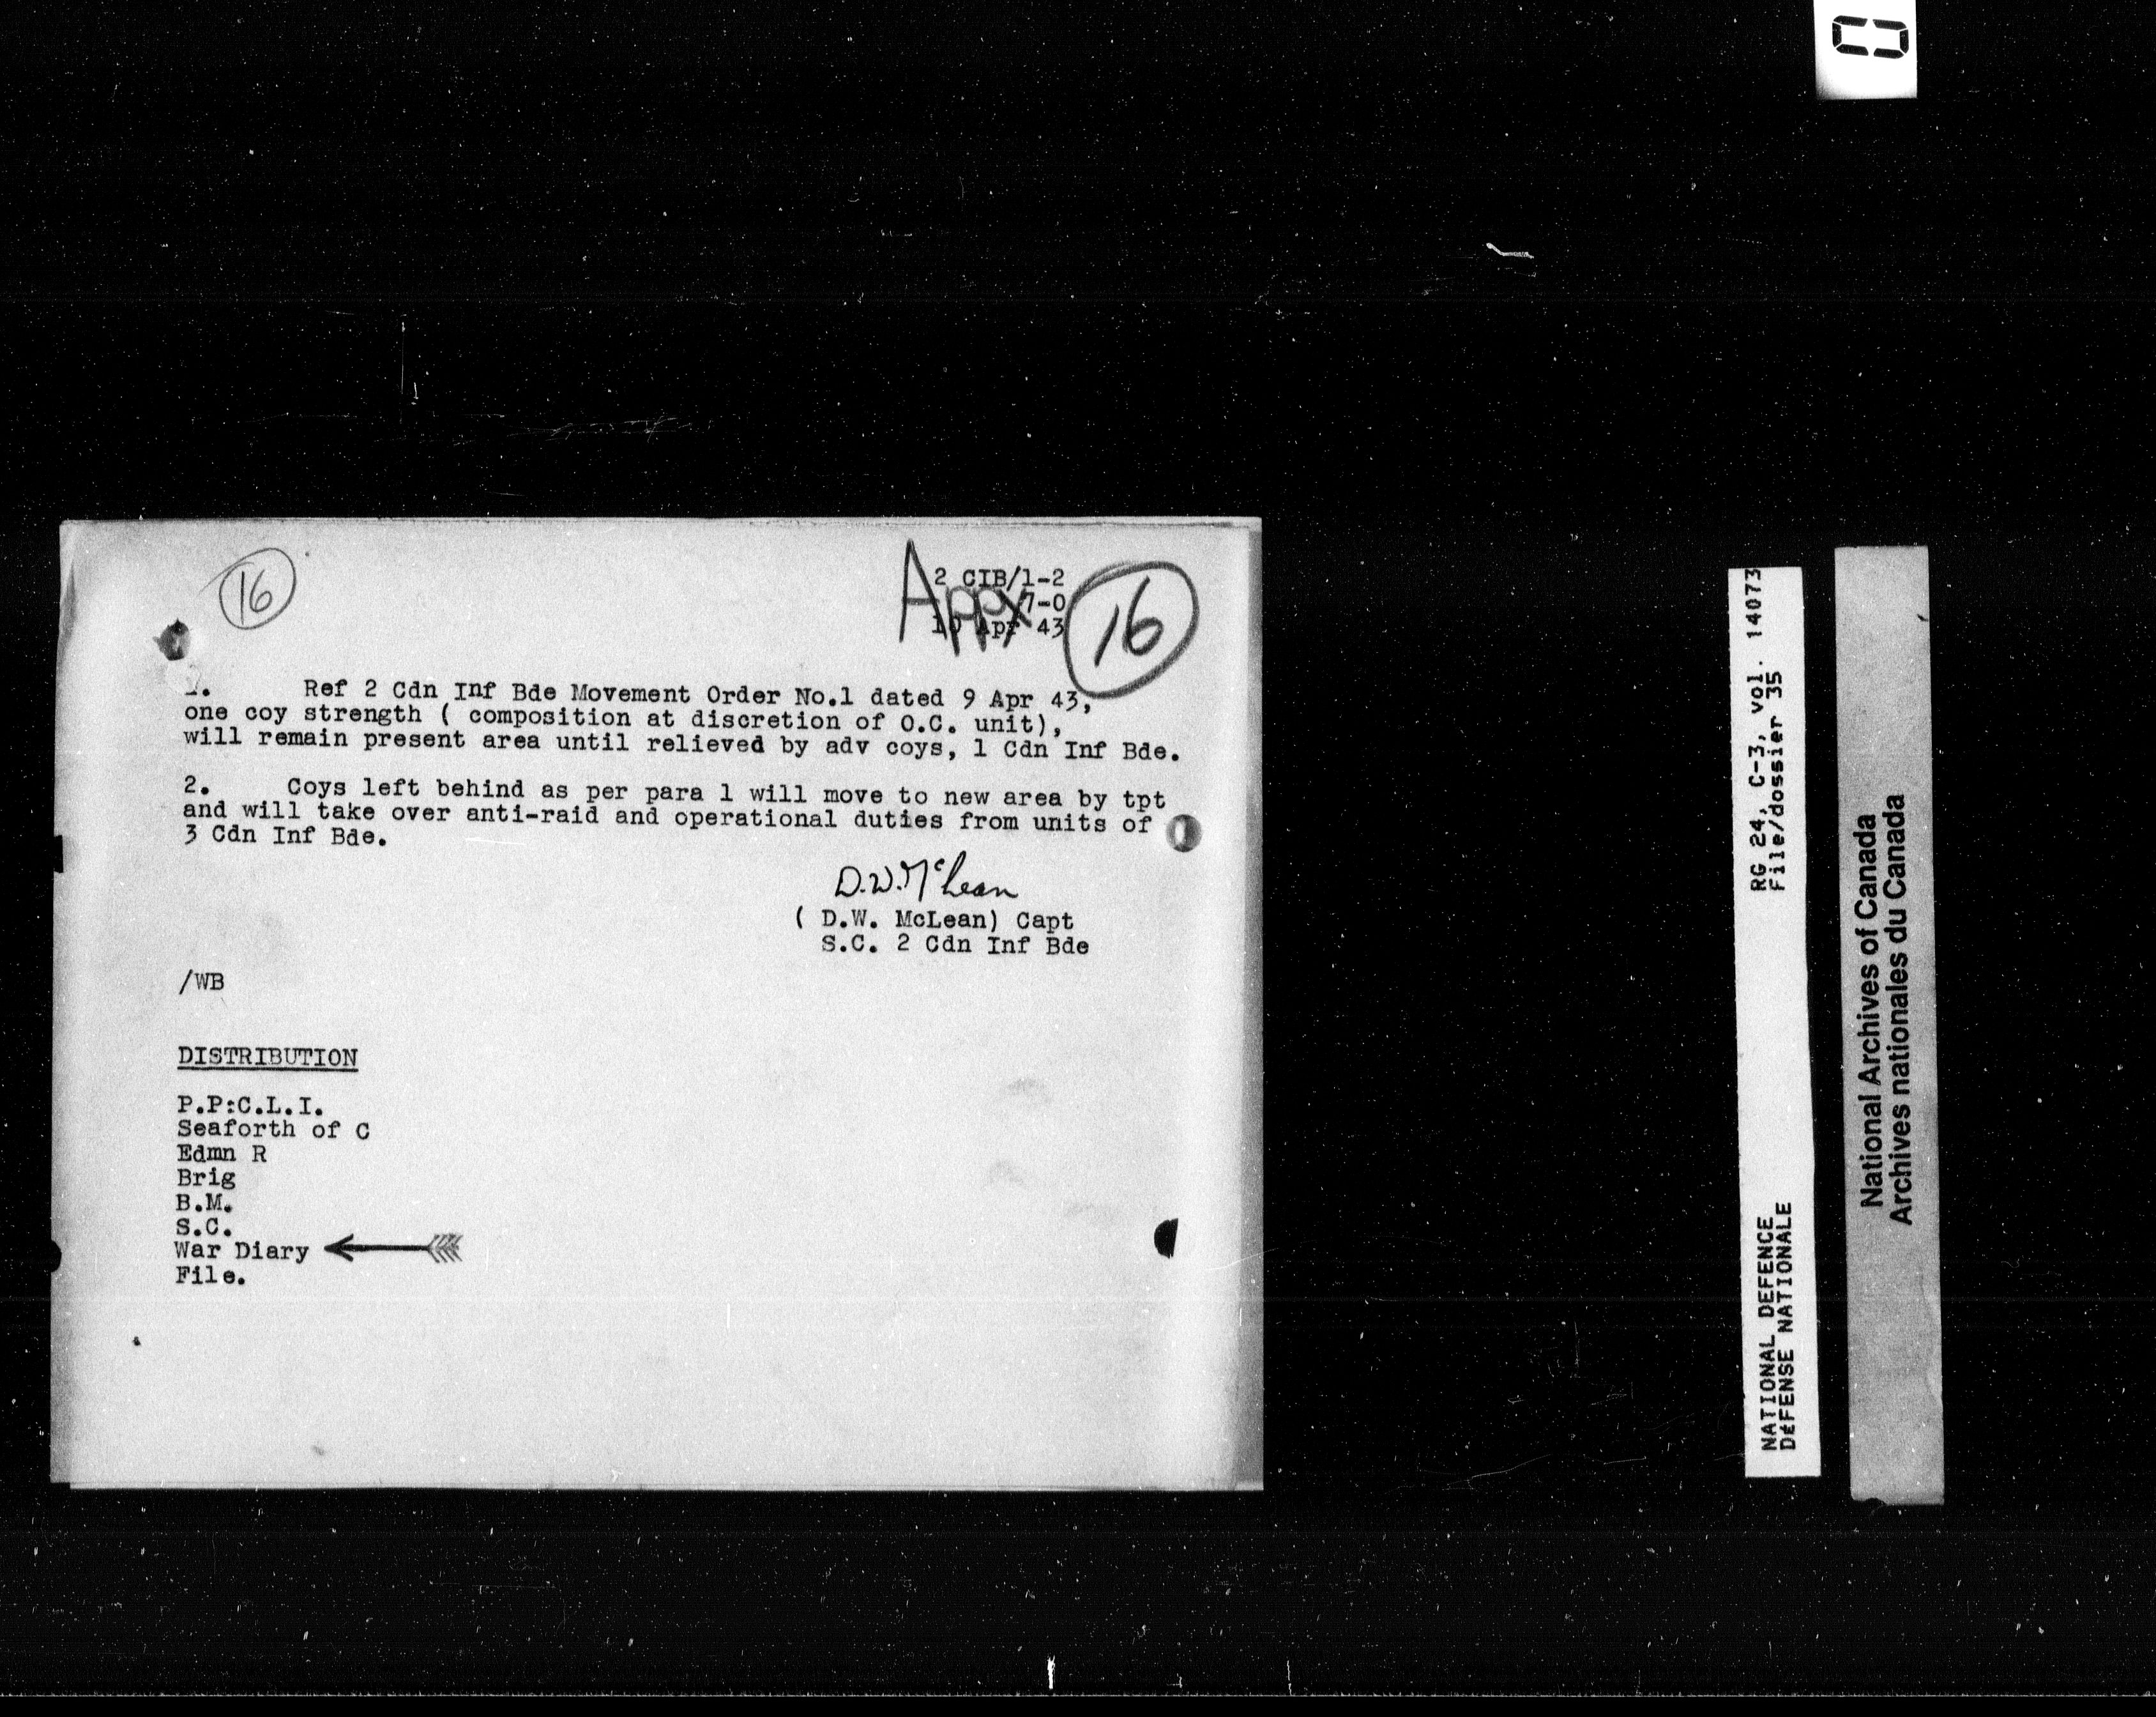 16
Appx 16
2 CIB/1-2
7-0
10 Apr 43
1. Ref 2 Cdn Inf Bde Movement Order No.1 dated 9 Apr 43,
one coy strength ( composition at discretion of O.C. unit),
will remain present area until relieved by adv coys, 1 Cdn Inf Bde.
2. Coys left behind as per para 1 will move to new area by tpt
and will take over anti-raid and operational duties from units of
3 Cdn Inf Bde.
D.W. McLean
( D.W. McLean) Capt
S.C. 2 Cdn Inf Bde
/WB
DISTRIBUTION
P.P:C.L.I.
Seaforth of C
Edmn R
Brig
B.M.
S.C.
War Diary
File.
NATIONAL DEFENCE RG 24, C-3, vol. 14073
DéFENSE NATIONALE File/dossier 35
National Archives of Canada
Archives nationales du Canada